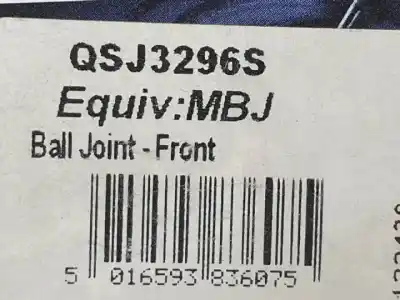 QSJ3296S
Equiv:MBJ
Ball Joint - Front
5 016593 836075